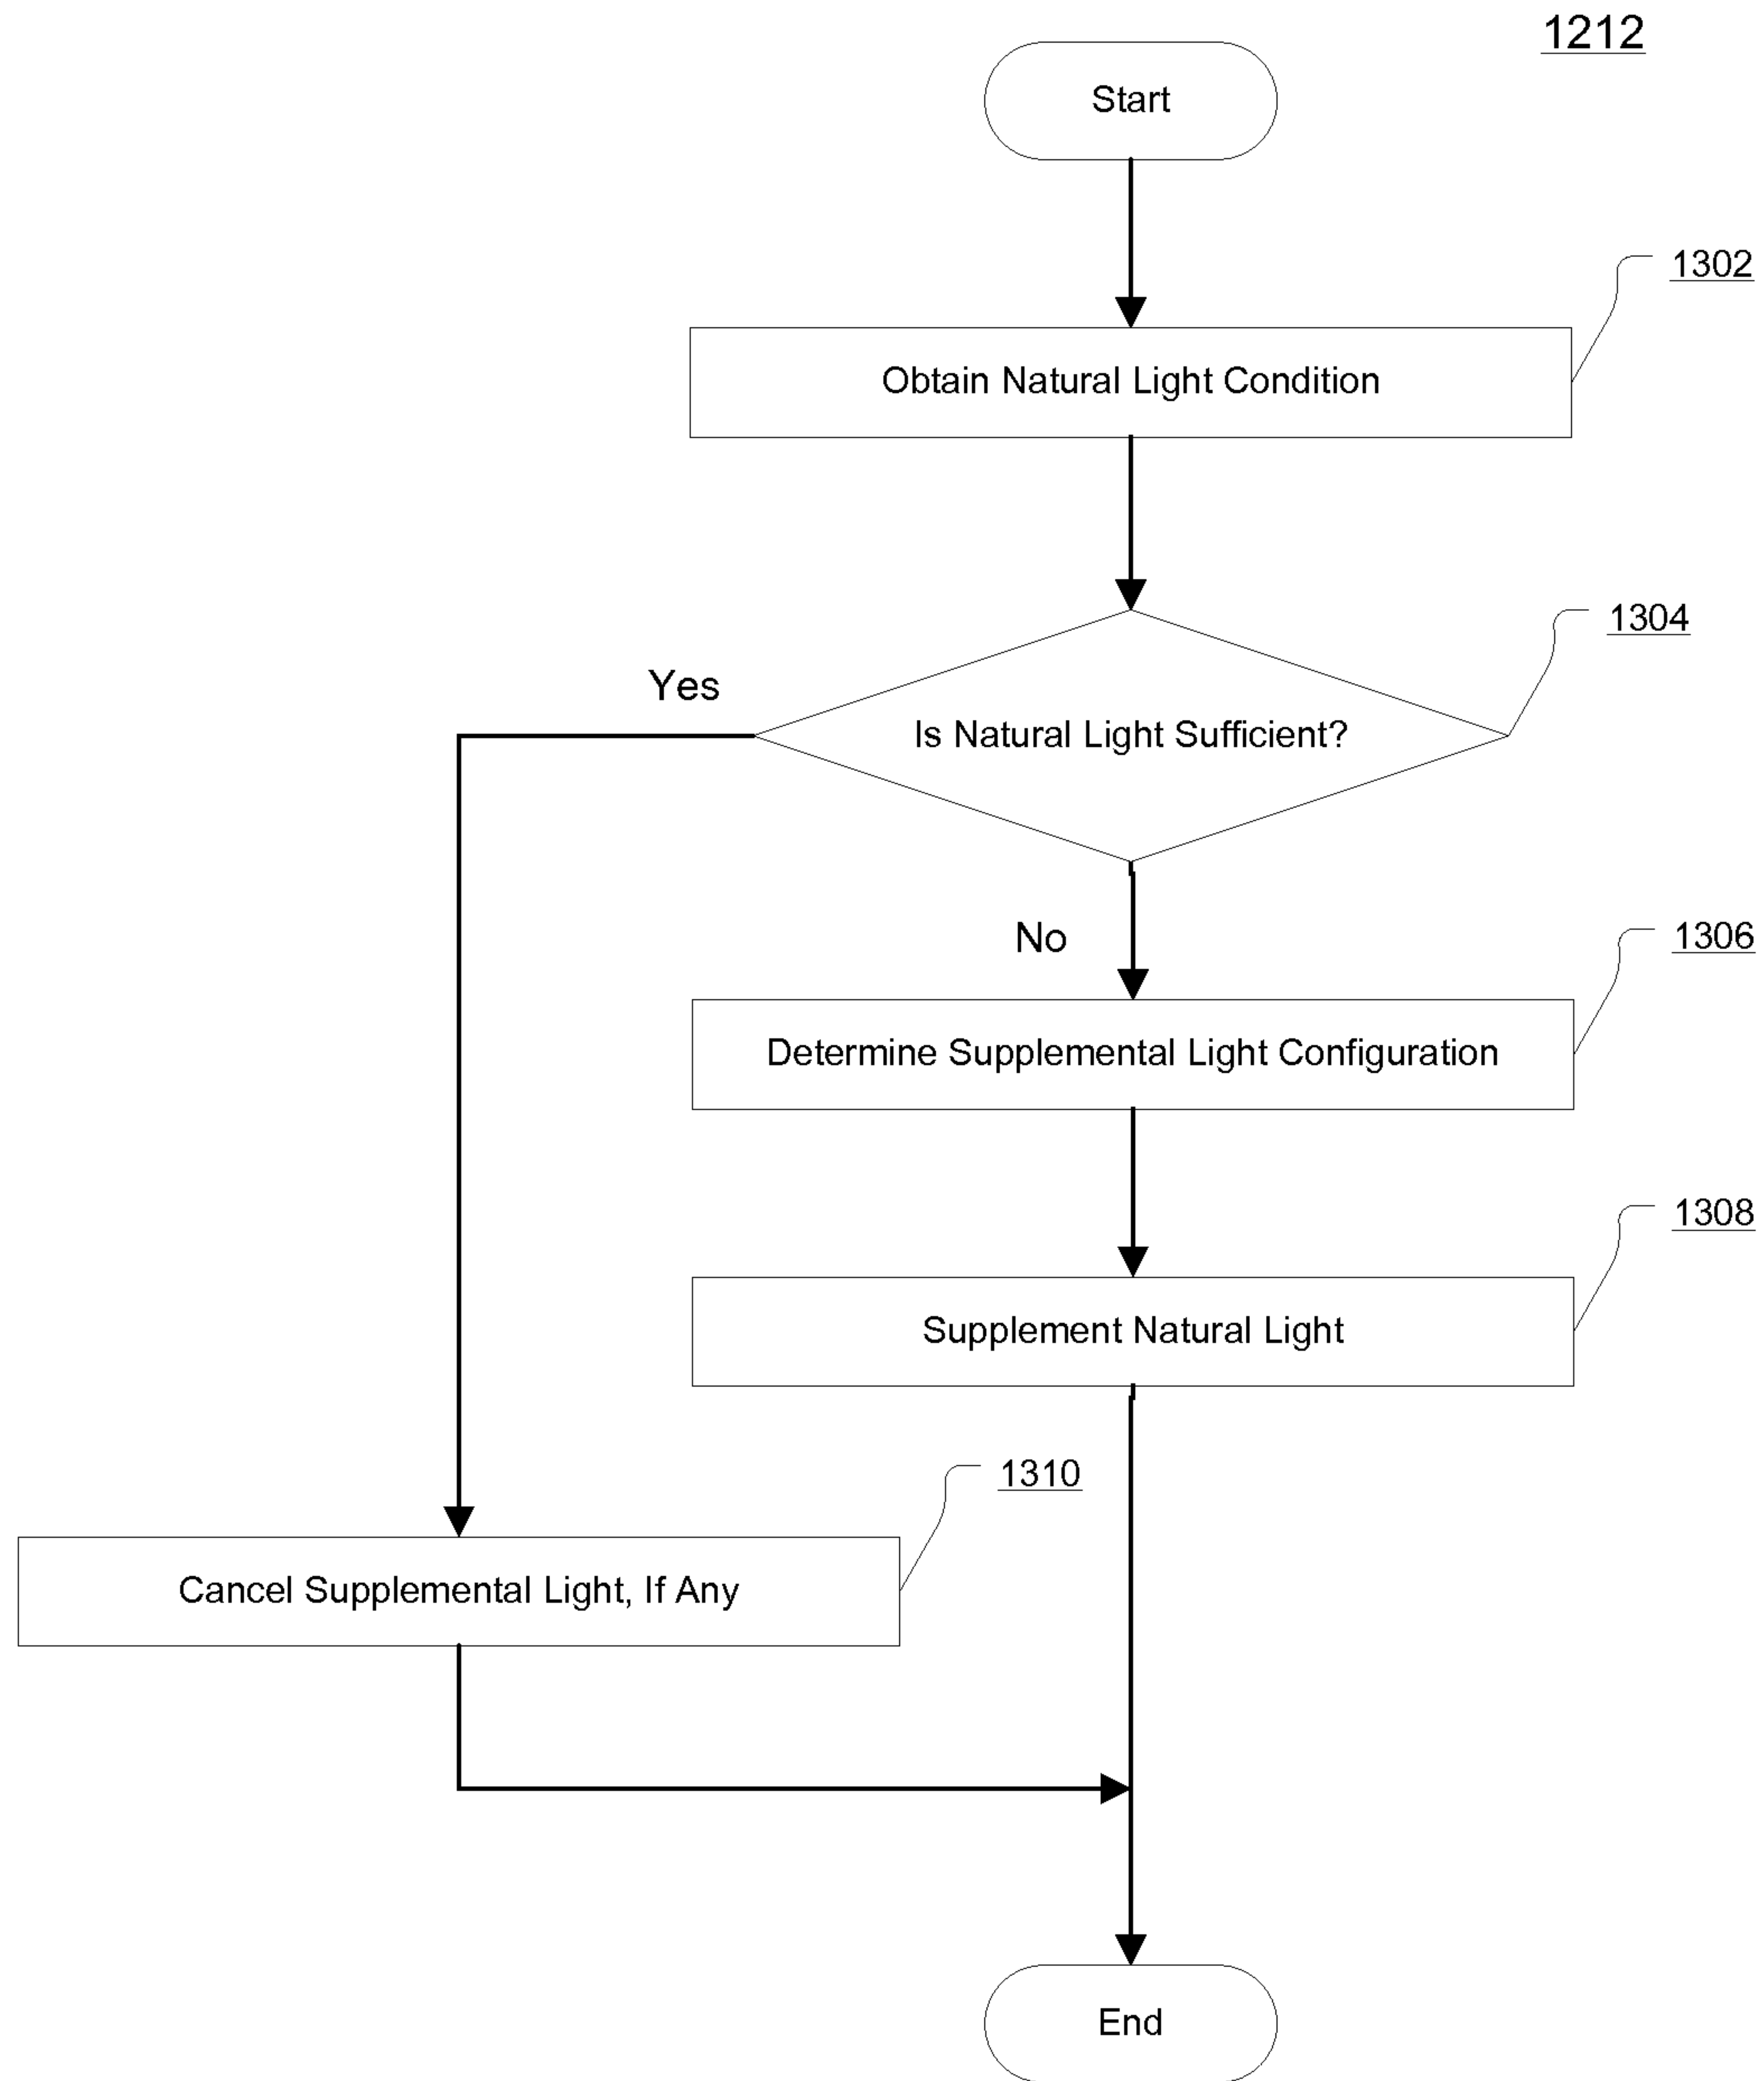 1212
Start
1302
Obtain Natural Light Condition
1304
Yes
Is Natural Light Sufficient?
No
1306
Determine Supplemental Light Configuration
1308
Supplement Natural Light
1310
Cancel Supplemental Light, If Any
End